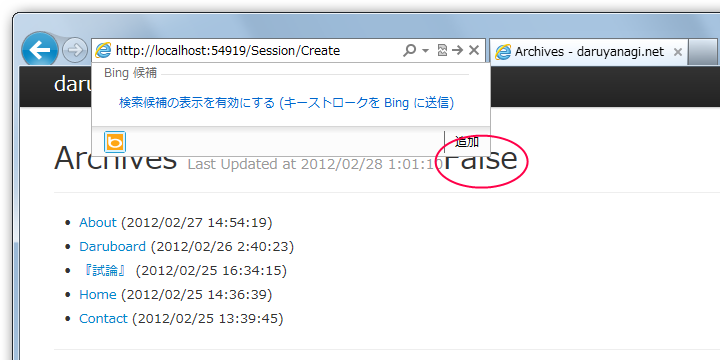 http://localhost:54919/Session/Create
Archives - daruyanagi.net
Bing 候補
daru
検索候補の表示を有効にする (キーストロークを Bing に送信)
追加
Archives Last Updated at 2012/02/28 1:01:10 False
About (2012/02/27 14:54:19)
Daruboard (2012/02/26 2:40:23)
『試論』 (2012/02/25 16:34:15)
Home (2012/02/25 14:36:39)
Contact (2012/02/25 13:39:45)